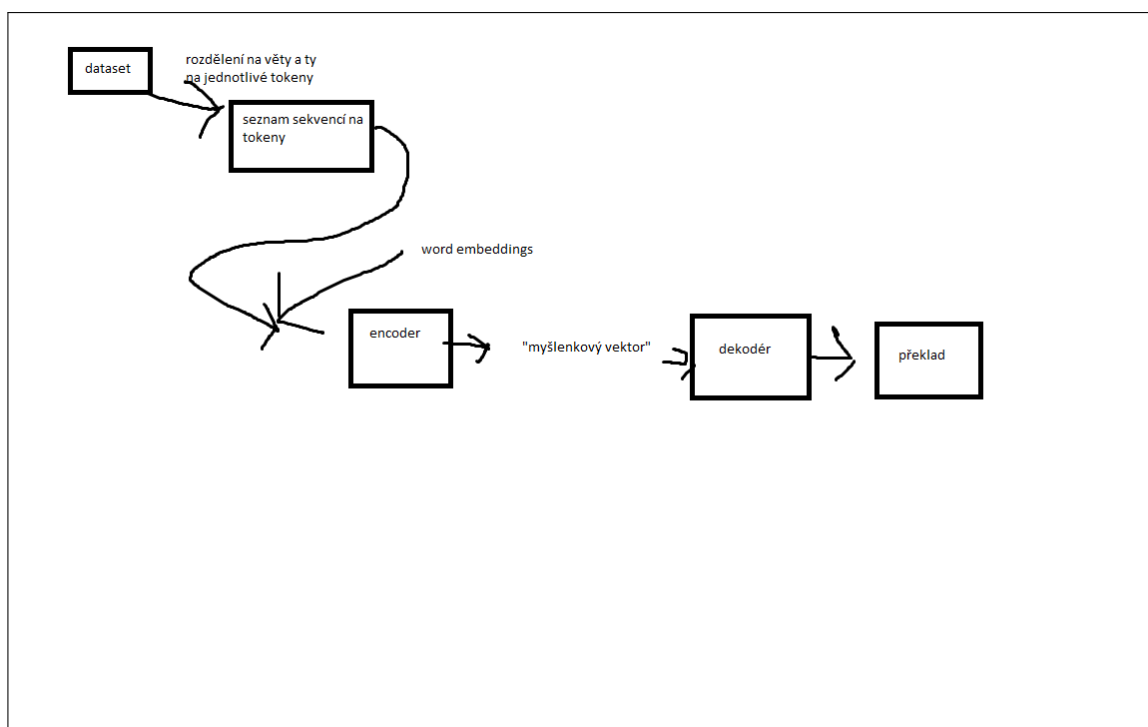 dataset
rozdělení na věty a ty
na jednotlivé tokeny
seznam sekvencí na
tokeny
word embeddings
encoder
"myšlenkový vektor"
dekodér
překlad